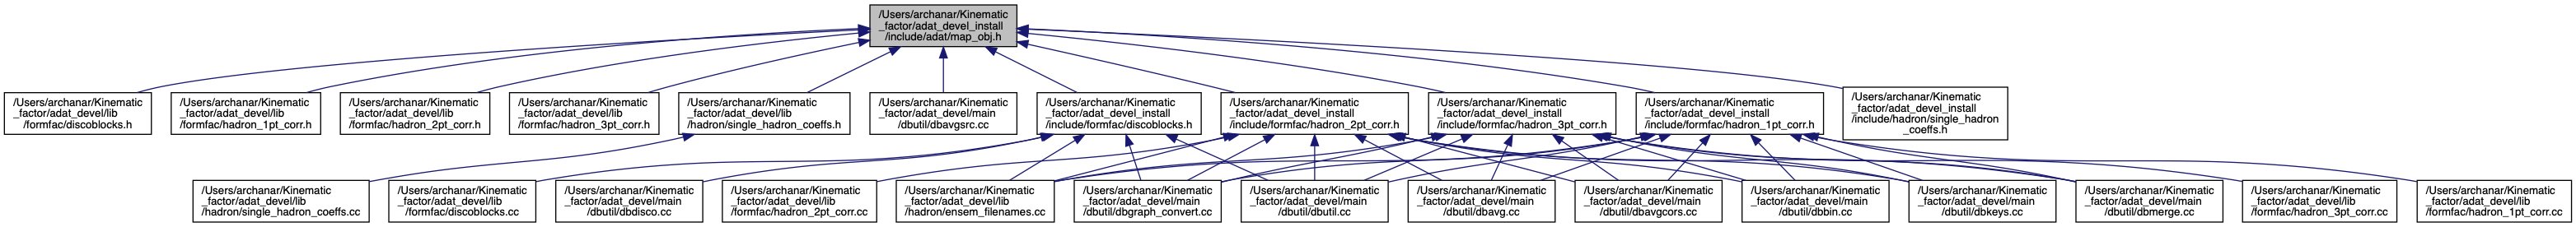 /Users/archanar/Kinematic
_factor/adat_devel_install
include/adat/map_obj.h
/Users/archanar/Kinematic
_factor/adat_devel/lib
/formfac/discoblocks.h
/Users/archanar/Kinematic
_factor/adat_devel/lib
/formfac/hadron_1pt_corr.h
/Users/archanar/Kinematic
_factor/adat_devel/lib
/formfac/hadron_2pt_corr.h
/Users/archanar/Kinematic
_factor/adat_devel/lib
/formfac/hadron_3pt_corr.h
/Users/archanar/Kinematic
_factor/adat_devel/lib
/hadron/single_hadron_coeffs.h
/Users/archanar/Kinematic
_factor/adat_devel/main
/dbutil/dbavgsrc.cc
/Users/archanar/Kinematic
_factor/adat_devel_install
/include/formfac/discoblocks.h
/Users/archanar/Kinematic
_factor/adat_devel_install
/include/formfac/hadron_2pt_corr.h
/Users/archanar/Kinematic
_factor/adat_devel_install
/include/formfac/hadron_3pt_corr.h
/Users/archanar/Kinematic
_factor/adat_devel_install
/include/formfac/hadron_1pt_corr.h
/Users/archanar/Kinematic
_factor/adat_devel_install
/include/hadron/single_hadron
_coeffs.h
/Users/archanar/Kinematic
_factor/adat_devel/lib
/hadron/single_hadron_coeffs.cc
/Users/archanar/Kinematic
_factor/adat_devel/lib
/formfac/discoblocks.cc
/Users/archanar/Kinematic
_factor/adat_devel/main
/dbutil/dbdisco.cc
/Users/archanar/Kinematic
_factor/adat_devel/lib
/formfac/hadron_2pt_corr.cc
/Users/archanar/Kinematic
_factor/adat_devel/lib
/hadron/ensem_filenames.cc
/Users/archanar/Kinematic
_factor/adat_devel/main
/dbutil/dbgraph_convert.cc
/Users/archanar/Kinematic
_factor/adat_devel/main
/dbutil/dbutil.cc
/Users/archanar/Kinematic
_factor/adat_devel/main
/dbutil/dbavg.cc
/Users/archanar/Kinematic
_factor/adat_devel/main
/dbutil/dbavgcors.cc
/Users/archanar/Kinematic
_factor/adat_devel/main
/dbutil/dbbin.cc
/Users/archanar/Kinematic
_factor/adat_devel/main
/dbutil/dbkeys.cc
/Users/archanar/Kinematic
_factor/adat_devel/main
/dbutil/dbmerge.cc
/Users/archanar/Kinematic
_factor/adat_devel/lib
/formfac/hadron_3pt_corr.cc
/Users/archanar/Kinematic
_factor/adat_devel/lib
/formfac/hadron_1pt_corr.cc